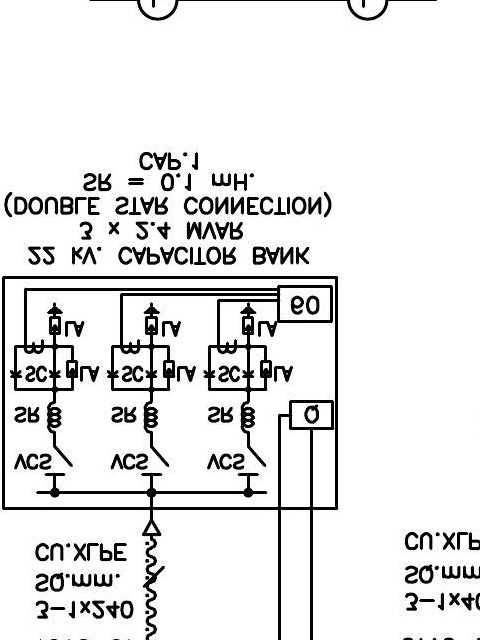 3-1x240
SQ.mm.
CU.XLPE
3-1x40
SQ.mm
CU.XLP
VCS VCS VCS
SR SR SR Q
SC LA SC LA SC LA
LA LA LA 60
22 kV. CAPACITOR BANK
3 x 2.4 MVAR
(DOUBLE STAR CONNECTION)
SR = 0.1 mH.
CAP.1